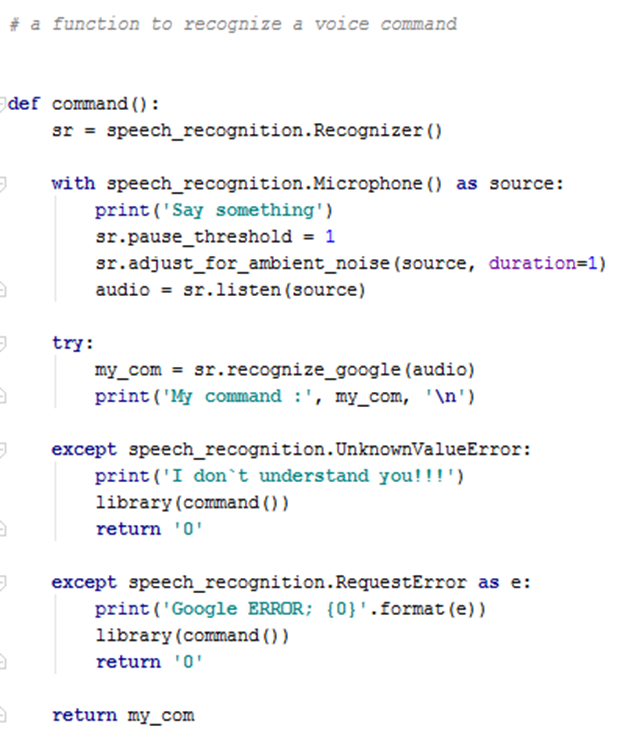 # a function to recognize a voice command
def command():
    sr = speech_recognition.Recognizer()
    with speech_recognition.Microphone() as source:
        print('Say something')
        sr.pause_threshold = 1
        sr.adjust_for_ambient_noise(source, duration=1)
        audio = sr.listen(source)
    try:
        my_com = sr.recognize_google(audio)
        print('My command :', my_com, '\n')
    except speech_recognition.UnknownValueError:
        print('I don`t understand you!!!')
        library(command())
        return '0'
    except speech_recognition.RequestError as e:
        print('Google ERROR; {0}'.format(e))
        library(command())
        return '0'
    return my_com